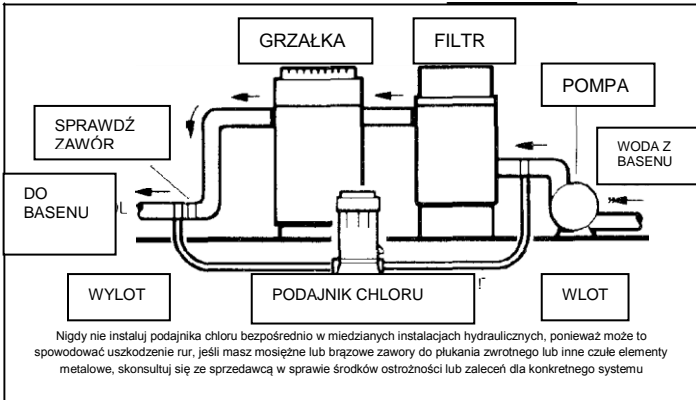 GRZAŁKA
FILTR
POMPA
SPRAWDŹ
ZAWÓR
WODA Z
BASENU
DO
BASENU
WYLOT
PODAJNIK CHLORU
WLOT
Nigdy nie instaluj podajnika chloru bezpośrednio w miedzianych instalacjach hydraulicznych, ponieważ może to
spowodować uszkodzenie rur, jeśli masz mosiężne lub brązowe zawory do płukania zwrotnego lub inne czułe elementy
metalowe, skonsultuj się ze sprzedawcą w sprawie środków ostrożności lub zaleceń dla konkretnego systemu